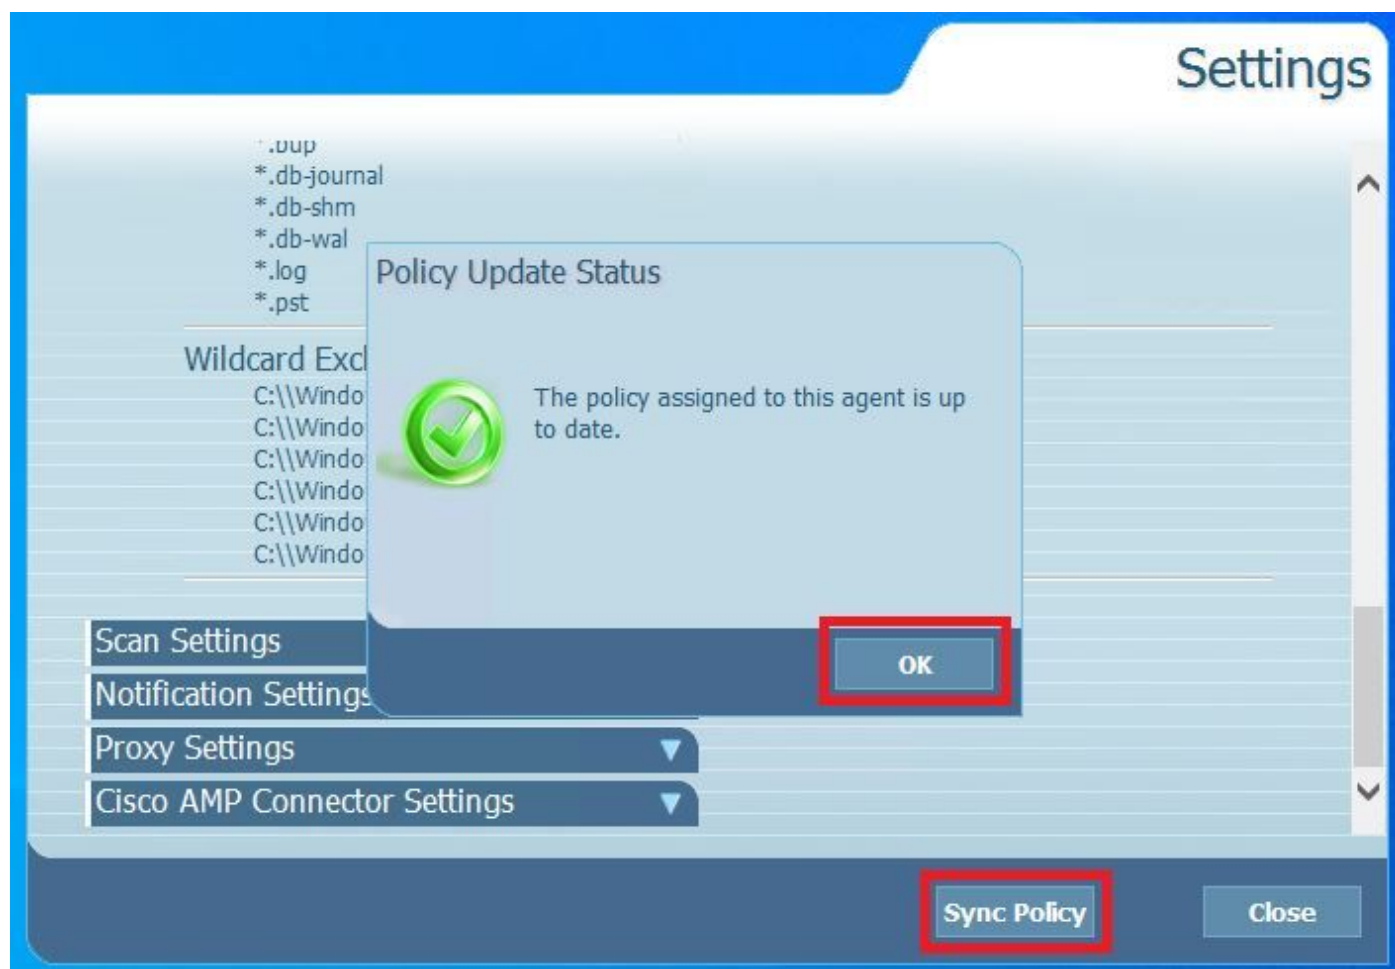 Settings
*.bup
*.db-journal
*.db-shm
*.db-wal
*.log
*.pst
Policy Update Status
Wildcard Excl
C:\\Windo
C:\\Windo
C:\\Windo
C:\\Windo
C:\\Windo
C:\\Windo
The policy assigned to this agent is up
to date.
OK
Scan Settings
Notification Settings
Proxy Settings
Cisco AMP Connector Settings
Sync Policy
Close